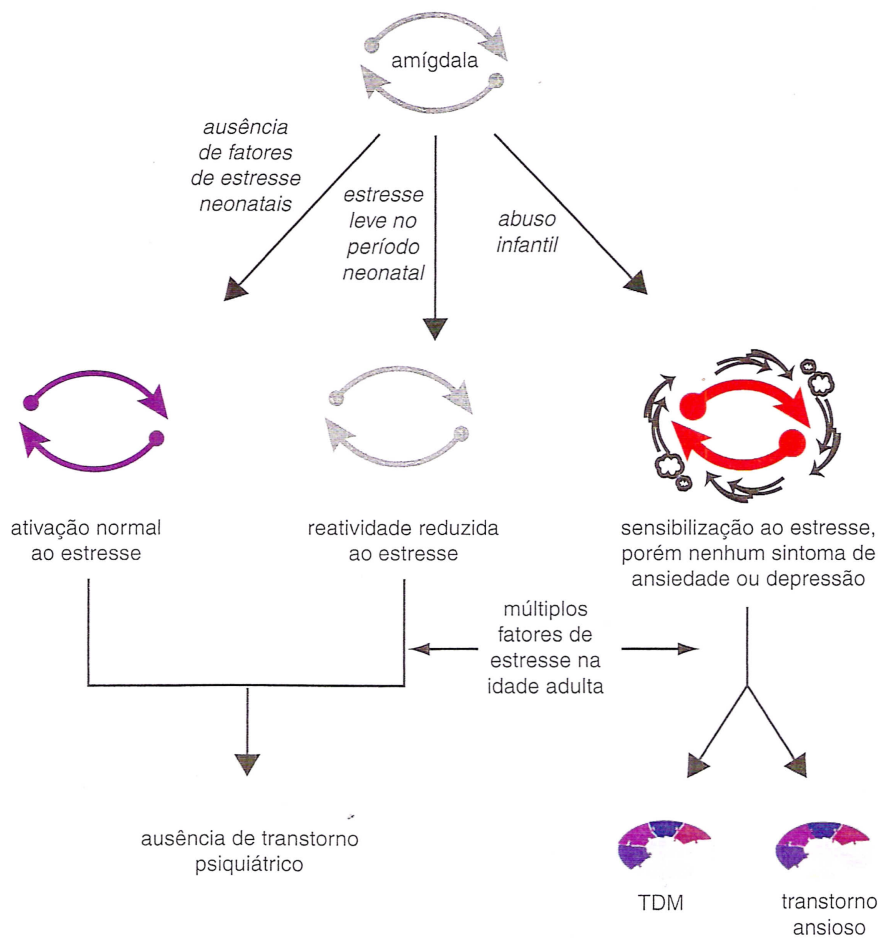 amígdala
ausência
de fatores
de estresse
neonatais
estresse
leve no
período
neonatal
abuso
infantil
ativação normal
ao estresse
reatividade reduzida
ao estresse
sensibilização ao estresse,
porém nenhum sintoma de
ansiedade ou depressão
múltiplos
fatores de
estresse na
idade adulta
ausência de transtorno
psiquiátrico
TDM
transtorno
ansioso